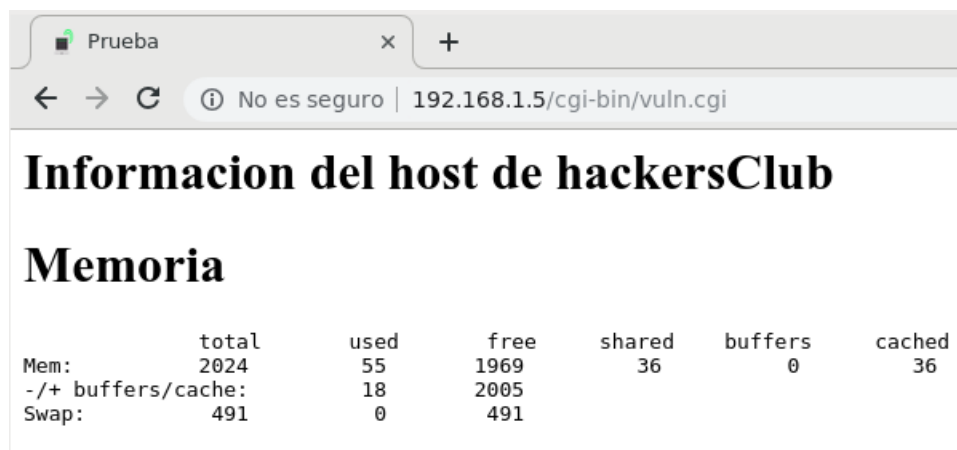 Prueba
No es seguro 192.168.1.5/cgi-bin/vuln.cgi
Informacion del host de hackersClub
Memoria
total used free shared buffers cached
Mem: 2024 55 1969 36 0 36
-/+ buffers/cache: 18 2005
Swap: 491 0 491